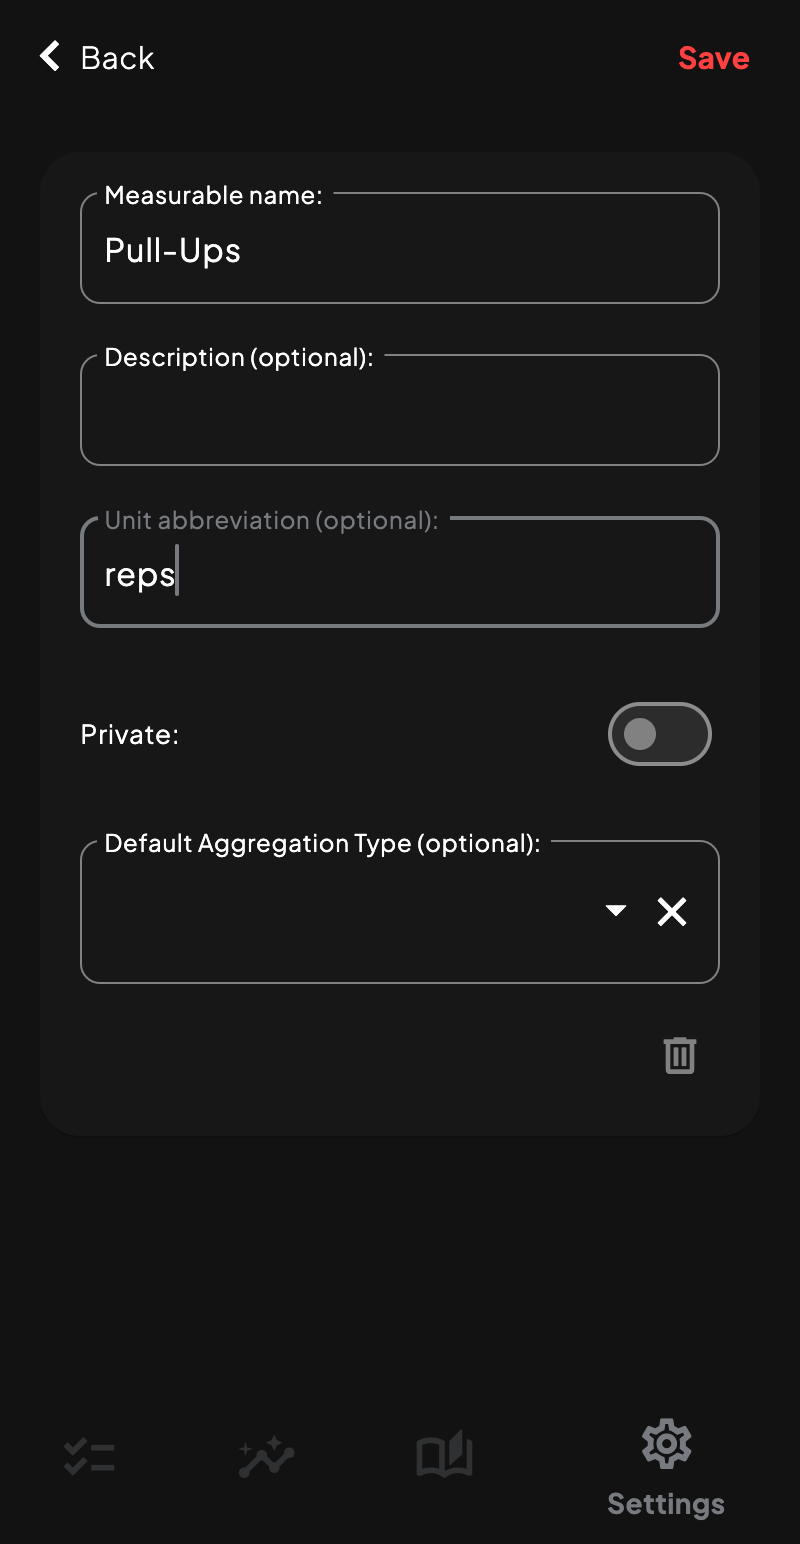 Back
Save
Measurable name:
Pull-Ups
Description (optional):
Unit abbreviation (optional):
reps
Private:
Default Aggregation Type (optional):
Settings